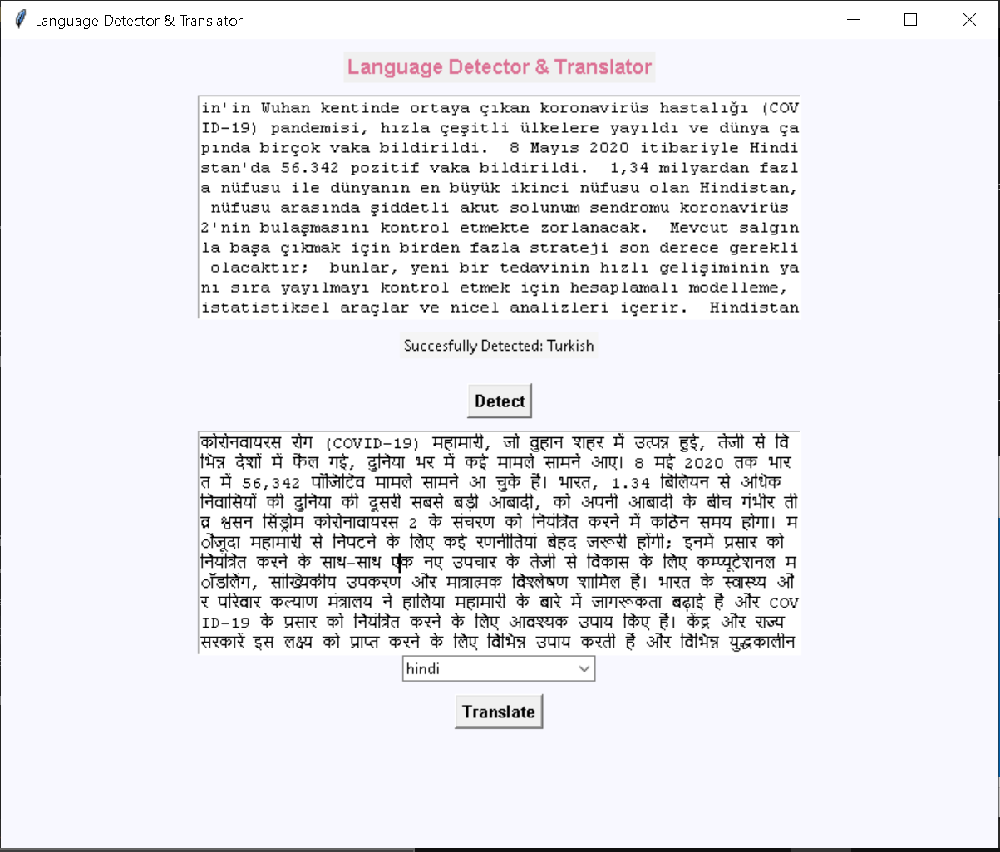 Language Detector & Translator
Language Detector & Translator
in'in Wuhan kentinde ortaya çıkan koronavirüs hastalığı (COV
ID-19) pandemisi, hızla çeşitli ülkelere yayıldı ve dünya ça
pında birçok vaka bildirildi.  8 Mayıs 2020 itibariyle Hindi
stan'da 56.342 pozitif vaka bildirildi.  1,34 milyardan fazl
a nüfusu ile dünyanın en büyük ikinci nüfusu olan Hindistan,
nüfusu arasında şiddetli akut solunum sendromu koronavirüs
2'nin bulaşmasını kontrol etmekte zorlanacak.  Mevcut salgın
la başa çıkmak için birden fazla strateji son derece gerekli
olacaktır;  bunlar, yeni bir tedavinin hızlı gelişiminin ya
nı sıra yayılmayı kontrol etmek için hesaplamalı modelleme,
istatistiksel araçlar ve nicel analizleri içerir.  Hindistan
Succesfully Detected: Turkish
Detect
कोरोनवायरस रोग (COVID-19) महामारी, जो वुहान शहर में उत्पन्न हुई, तेजी से वि
भिन्न देशों में फैल गई, दुनिया भर में कई मामले सामने आए। 8 मई 2020 तक भार
त में 56,342 पॉजिटिव मामले सामने आ चुके हैं। भारत, 1.34 बिलियन से अधिक
निवासियों की दुनिया की दूसरी सबसे बड़ी आबादी, को अपनी आबादी के बीच गंभीर ती
व्र श्वसन सिंड्रोम कोरोनावायरस 2 के संचरण को नियंत्रित करने में कठिन समय होगा। म
ौजूदा महामारी से निपटने के लिए कई रणनीतियां बेहद जरूरी होंगी; इनमें प्रसार को
नियंत्रित करने के साथ-साथ एक नए उपचार के तेजी से विकास के लिए कम्प्यूटेशनल म
ॉडलिंग, सांख्यिकीय उपकरण और मात्रात्मक विश्लेषण शामिल हैं। भारत के स्वास्थ्य औ
र परिवार कल्याण मंत्रालय ने हालिया महामारी के बारे में जागरूकता बढ़ाई है और COV
ID-19 के प्रसार को नियंत्रित करने के लिए आवश्यक उपाय किए हैं। केंद्र और राज्य
सरकारें इस लक्ष्य को प्राप्त करने के लिए विभिन्न उपाय करती हैं और विभिन्न युद्धकालीन
hindi
Translate